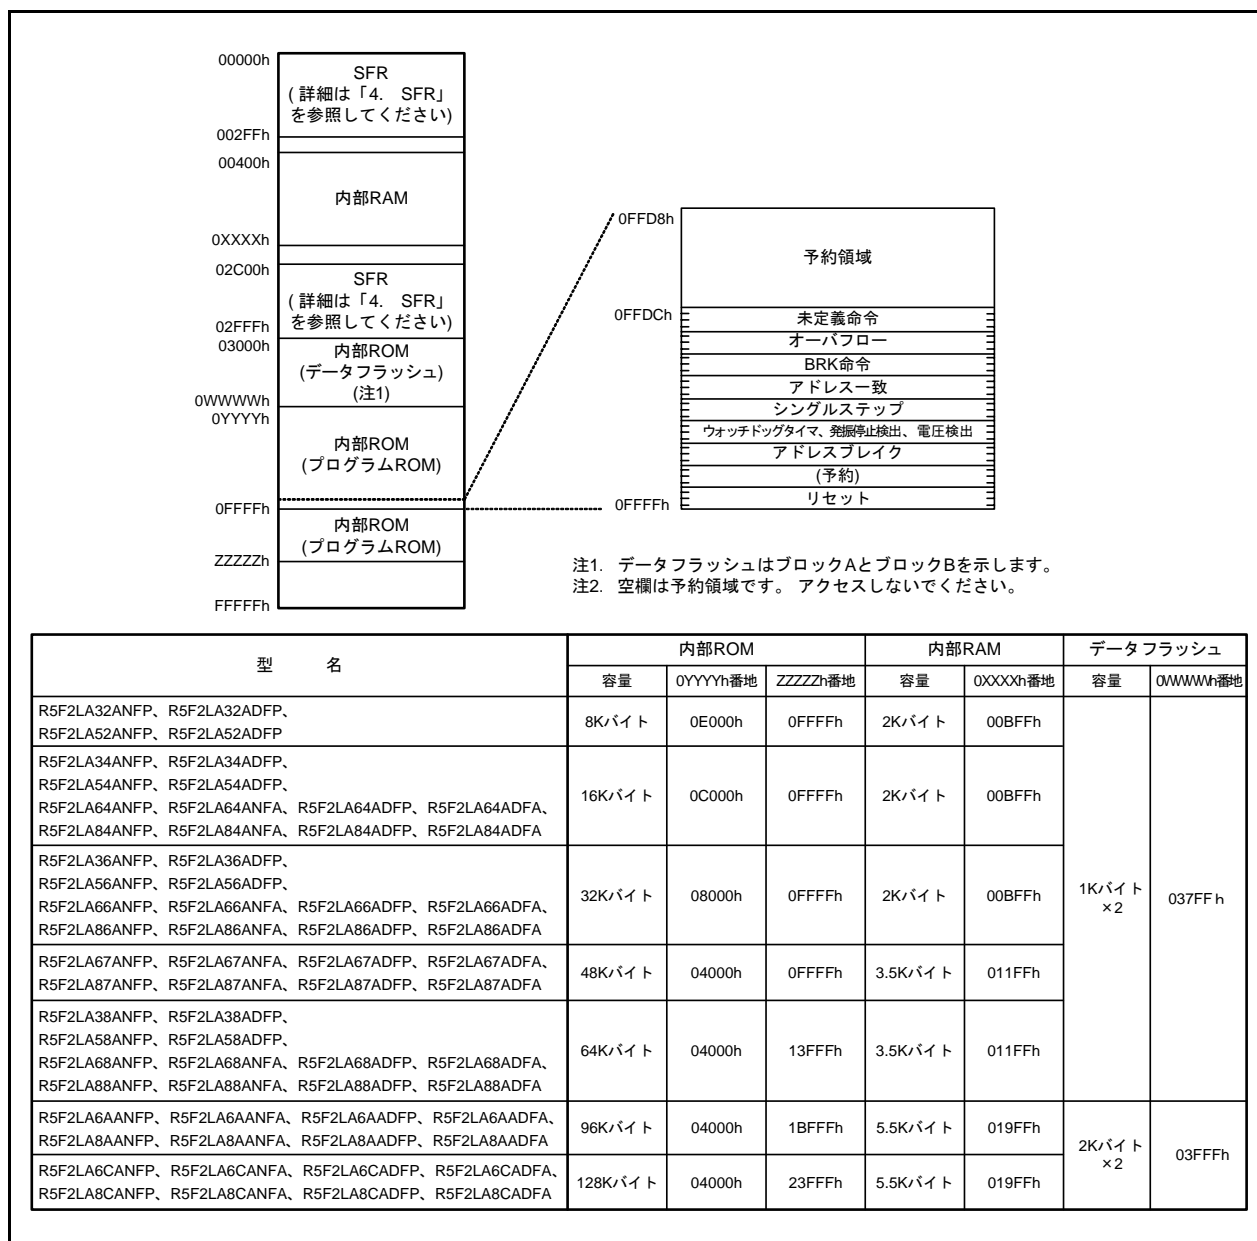 00000h
SFR
(詳細は「4. SFR」
を参照してください)
002FFh
00400h
内部RAM
0XXXXh
02C00h
SFR
(詳細は「4. SFR」
を参照してください)
02FFFh
03000h
内部ROM
(データフラッシュ)
(注1)
0WWWWh
0YYYYh
内部ROM
(プログラムROM)
0FFFFh
内部ROM
(プログラムROM)
ZZZZZh
FFFFFh
0FFD8h
予約領域
0FFDCh
未定義命令
オーバフロー
BRK命令
アドレス一致
シングルステップ
ウォッチドッグタイマ、発振停止検出、電圧検出
アドレスブレイク
(予約)
リセット
0FFFFh
注1. データフラッシュはブロックAとブロックBを示します。
注2. 空欄は予約領域です。 アクセスしないでください。
型 名 内部ROM 内部RAM データフラッシュ
容量 0YYYYh番地 ZZZZZh番地 容量 0XXXXh番地 容量 0WWWWh番地
R5F2LA32ANFP、R5F2LA32ADFP、
R5F2LA52ANFP、R5F2LA52ADFP
8Kバイト 0E000h 0FFFFh 2Kバイト 00BFFh
R5F2LA34ANFP、R5F2LA34ADFP、
R5F2LA54ANFP、R5F2LA54ADFP、
R5F2LA64ANFP、R5F2LA64ANFA、R5F2LA64ADFP、R5F2LA64ADFA、
R5F2LA84ANFP、R5F2LA84ANFA、R5F2LA84ADFP、R5F2LA84ADFA
16Kバイト 0C000h 0FFFFh 2Kバイト 00BFFh
R5F2LA36ANFP、R5F2LA36ADFP、
R5F2LA56ANFP、R5F2LA56ADFP、
R5F2LA66ANFP、R5F2LA66ANFA、R5F2LA66ADFP、R5F2LA66ADFA、
R5F2LA86ANFP、R5F2LA86ANFA、R5F2LA86ADFP、R5F2LA86ADFA
32Kバイト 08000h 0FFFFh 2Kバイト 00BFFh
1Kバイト
×2
037FFh
R5F2LA67ANFP、R5F2LA67ANFA、R5F2LA67ADFP、R5F2LA67ADFA、
R5F2LA87ANFP、R5F2LA87ANFA、R5F2LA87ADFP、R5F2LA87ADFA
48Kバイト 04000h 0FFFFh 3.5Kバイト 011FFh
R5F2LA38ANFP、R5F2LA38ADFP、
R5F2LA58ANFP、R5F2LA58ADFP、
R5F2LA68ANFP、R5F2LA68ANFA、R5F2LA68ADFP、R5F2LA68ADFA、
R5F2LA88ANFP、R5F2LA88ANFA、R5F2LA88ADFP、R5F2LA88ADFA
64Kバイト 04000h 13FFFh 3.5Kバイト 011FFh
R5F2LA6AANFP、R5F2LA6AANFA、R5F2LA6AADFP、R5F2LA6AADFA、
R5F2LA8AANFP、R5F2LA8AANFA、R5F2LA8AADFP、R5F2LA8AADFA
96Kバイト 04000h 1BFFFh 5.5Kバイト 019FFh
2Kバイト
×2
03FFFh
R5F2LA6CANFP、R5F2LA6CANFA、R5F2LA6CADFP、R5F2LA6CADFA、
R5F2LA8CANFP、R5F2LA8CANFA、R5F2LA8CADFP、R5F2LA8CADFA
128Kバイト 04000h 23FFFh 5.5Kバイト 019FFh